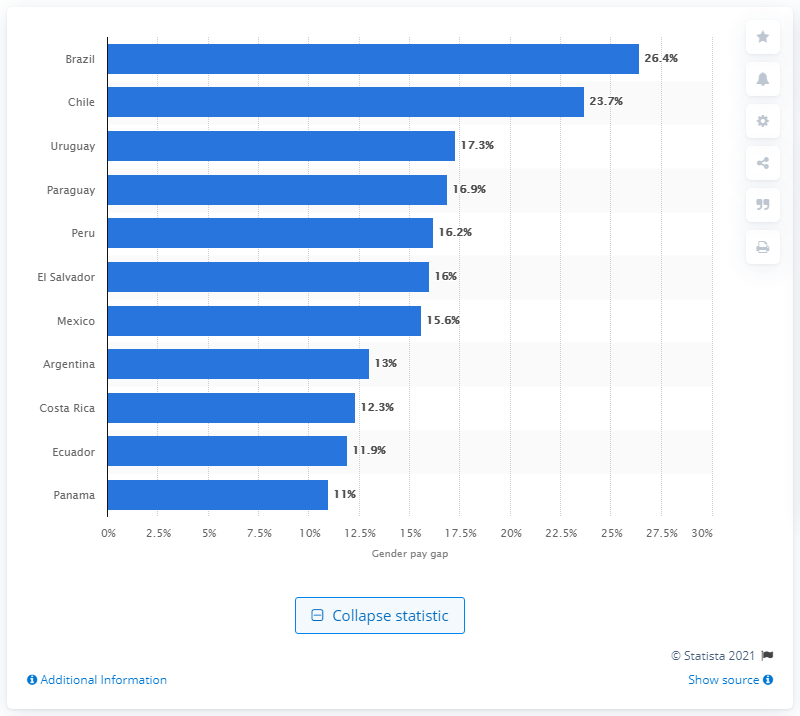 Brazil 26.4%
Chile 23.7%
Uruguay 17.3%
Paraguay 16.9%
Peru 16.2%
El Salvador 16%
Mexico 15.6%
Argentina 13%
Costa Rica 12.3%
Ecuador 11.9%
Panama 11%
0% 2.5% 5% 7.5% 10% 12.5% 15% 17.5% 20% 22.5% 25% 27.5% 30%
Gender pay gap
Collapse statistic
© Statista 2021
Additional Information Show source